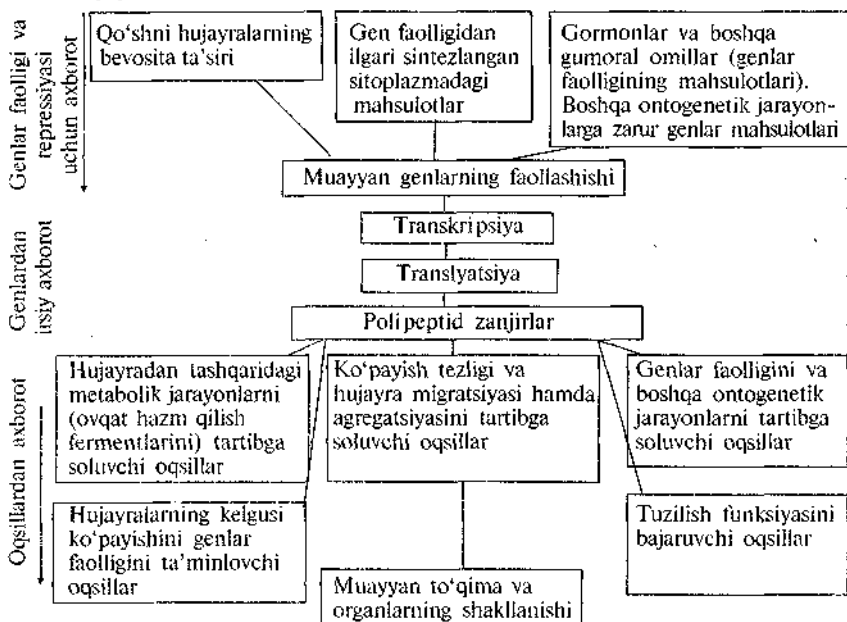 Genlar faolligi va
repressiyasi
uchun axborot
Qo‘shni hujayralarning
bevosita ta’siri
Gen faolligidan
ilgari sintezlangan
sitoplazmadagi
mahsulotlar
Gormonlar va boshqa
gumoral omillar (genlar
faolligining mahsulotlari).
Boshqa ontogenetik jarayon-
larga zarur genlar mahsulotlari
Muayyan genlarning faollashishi
Genlardan
irsiy axborot
Transkripsiya
Translyatsiya
Polipeptid zanjirlar
Oqsillardan axborot
Hujayradan tashqaridagi
metabolik jarayonlarni
(ovqat hazm qilish
fermentlarini) tartibga
soluvchi oqsillar
Ko‘payish tezligi va
hujayra migratsiyasi hamda
agregatsiyasini tartibga
soluvchi oqsillar
Genlar faolligini va
boshqa ontogenetik
jarayonlarni tartibga
soluvchi oqsillar
Hujayralarning kelgusi
ko‘payishini genlar
faolligini ta’minlovchi
oqsillar
Tuzilish funksiyasini
bajaruvchi oqsillar
Muayyan to‘qima va
organlarning shakllanishi